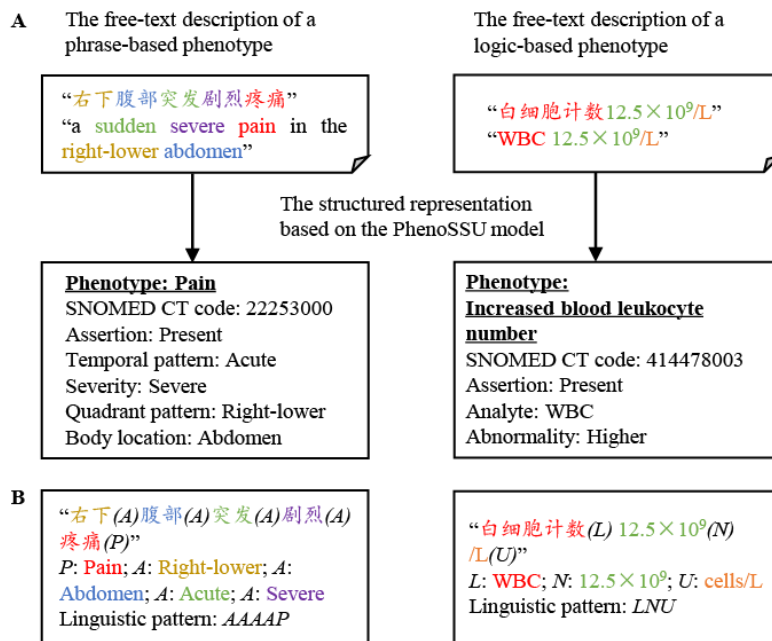 A
The free-text description of a
phrase-based phenotype
The free-text description of a
logic-based phenotype
“右下腹部突发剧烈疼痛”
“a sudden severe pain in the
right-lower abdomen”
“白细胞计数12.5×10⁹/L”
“WBC 12.5×10⁹/L”
The structured representation
based on the PhenoSSU model
Phenotype: Pain
SNOMED CT code: 22253000
Assertion: Present
Temporal pattern: Acute
Severity: Severe
Quadrant pattern: Right-lower
Body location: Abdomen
Phenotype:
Increased blood leukocyte
number
SNOMED CT code: 414478003
Assertion: Present
Analyte: WBC
Abnormality: Higher
B
“右下(A)腹部(A)突发(A)剧烈(A)
疼痛(P)”
P: Pain; A: Right-lower; A:
Abdomen; A: Acute; A: Severe
Linguistic pattern: AAAAP
“白细胞计数(L) 12.5×10⁹(N)
/L(U)”
L: WBC; N: 12.5×10⁹; U: cells/L
Linguistic pattern: LNU